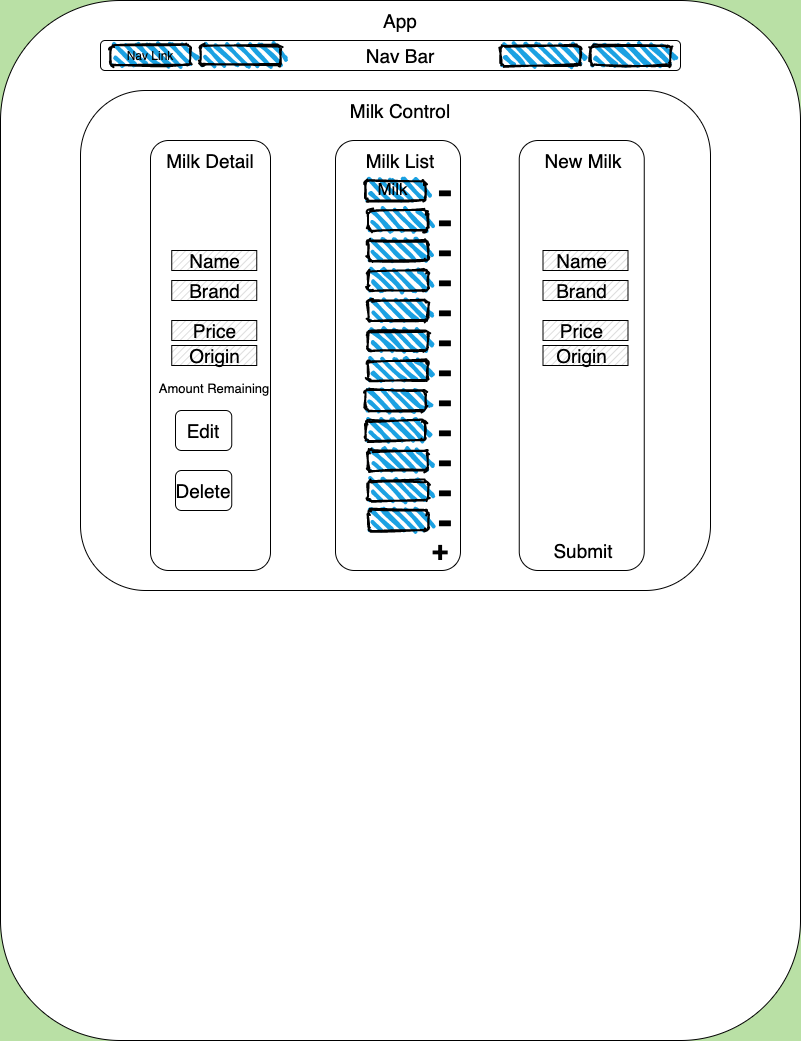 App
Nav Link
Nav Bar
Milk Control
Milk Detail
Name
Brand
Price
Origin
Amount Remaining
Edit
Delete
Milk List
Milk
New Milk
Name
Brand
Price
Origin
Submit